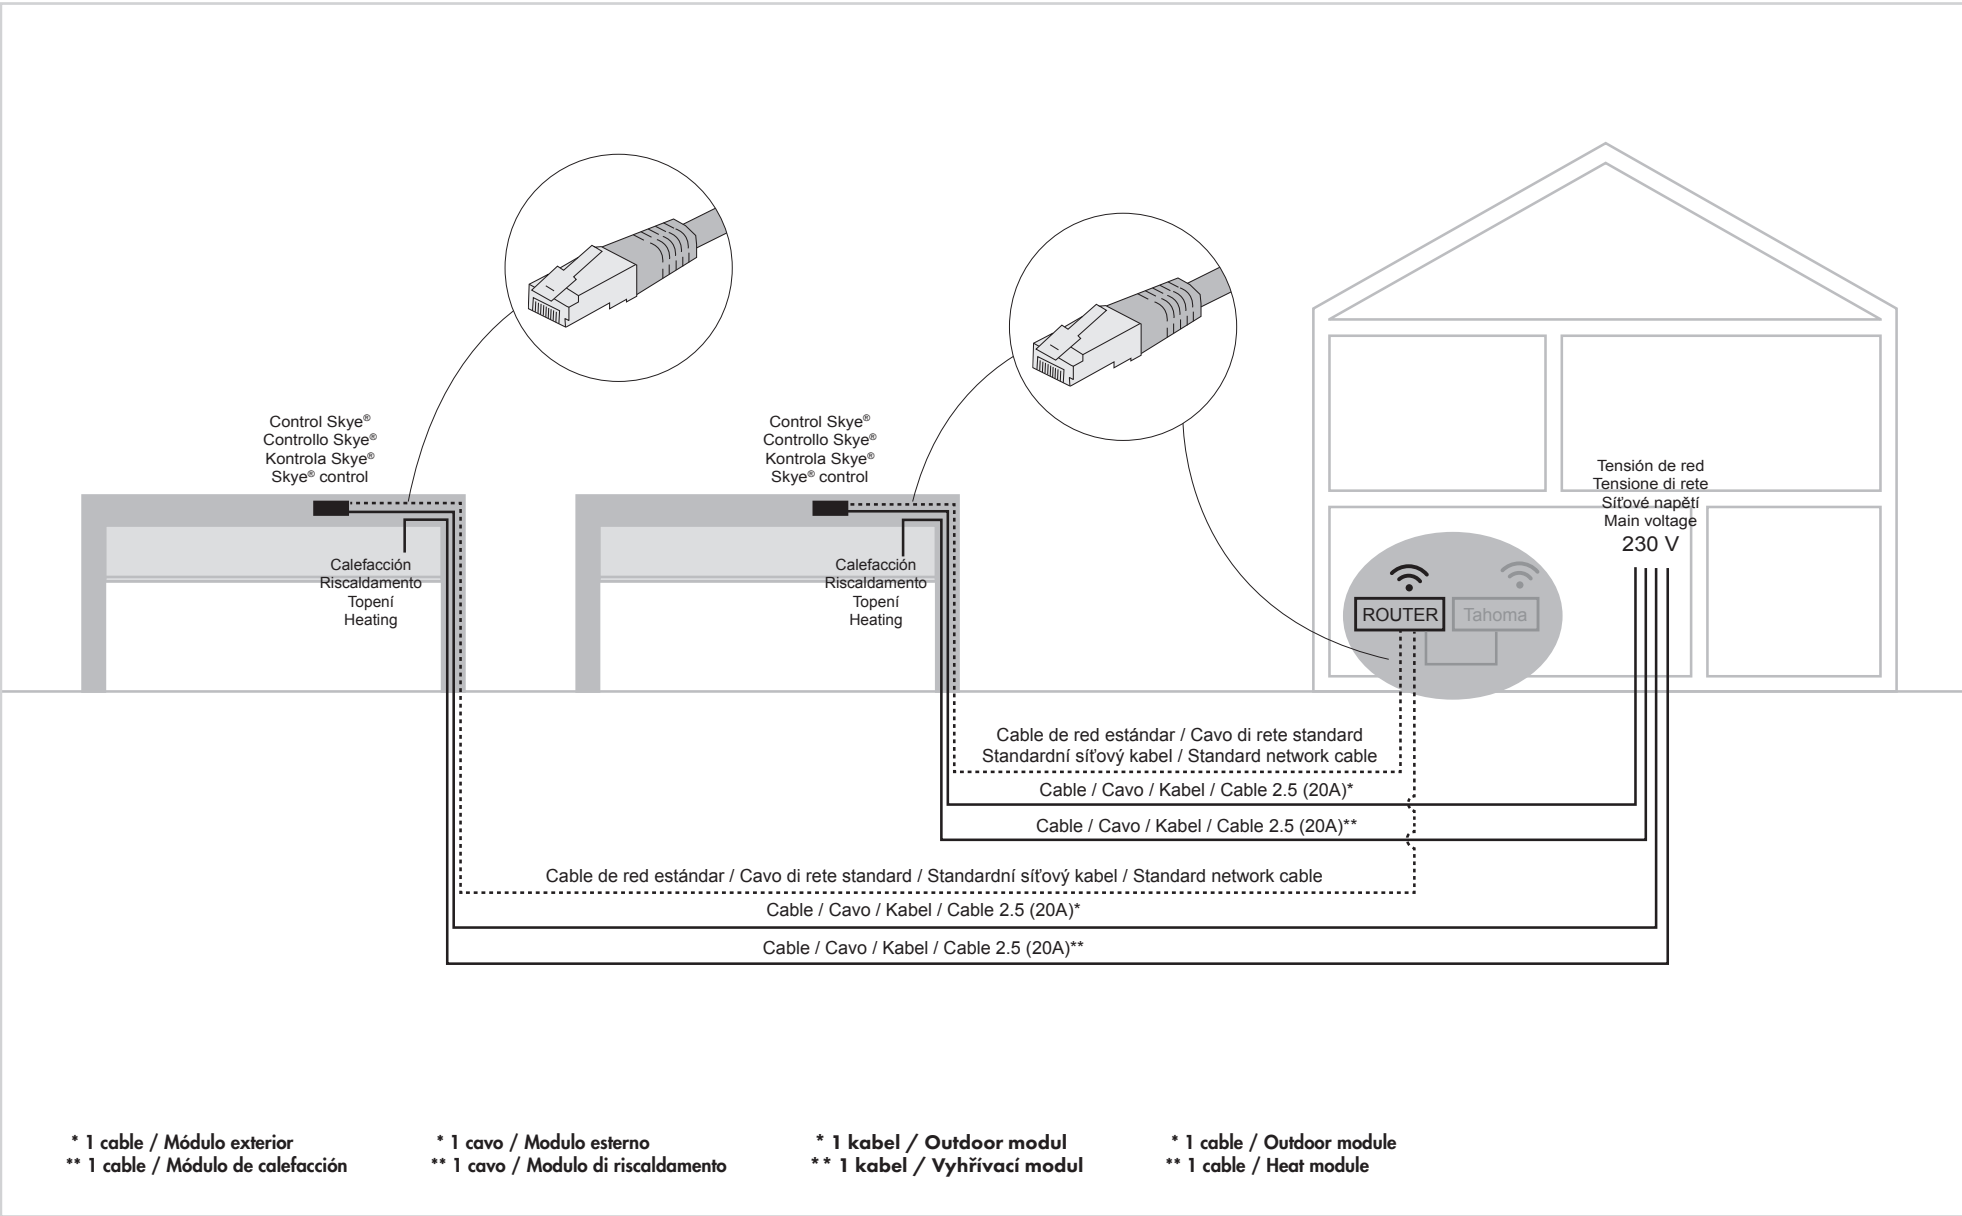 Control Skye®
Controllo Skye®
Kontrola Skye®
Skye® control
Calefacción
Riscaldamento
Topení
Heating
Control Skye®
Controllo Skye®
Kontrola Skye®
Skye® control
Calefacción
Riscaldamento
Topení
Heating
Tensión de red
Tensione di rete
Síťové napětí
Main voltage
230 V
ROUTER
Tahoma
Cable de red estándar / Cavo di rete standard
Standardní síťový kabel / Standard network cable
Cable / Cavo / Kabel / Cable 2.5 (20A)*
Cable / Cavo / Kabel / Cable 2.5 (20A)**
Cable de red estándar / Cavo di rete standard / Standardní síťový kabel / Standard network cable
Cable / Cavo / Kabel / Cable 2.5 (20A)*
Cable / Cavo / Kabel / Cable 2.5 (20A)**
* 1 cable / Módulo exterior
** 1 cable / Módulo de calefacción
* 1 cavo / Modulo esterno
** 1 cavo / Modulo di riscaldamento
* 1 kabel / Outdoor modul
** 1 kabel / Vyhřívací modul
* 1 cable / Outdoor module
** 1 cable / Heat module